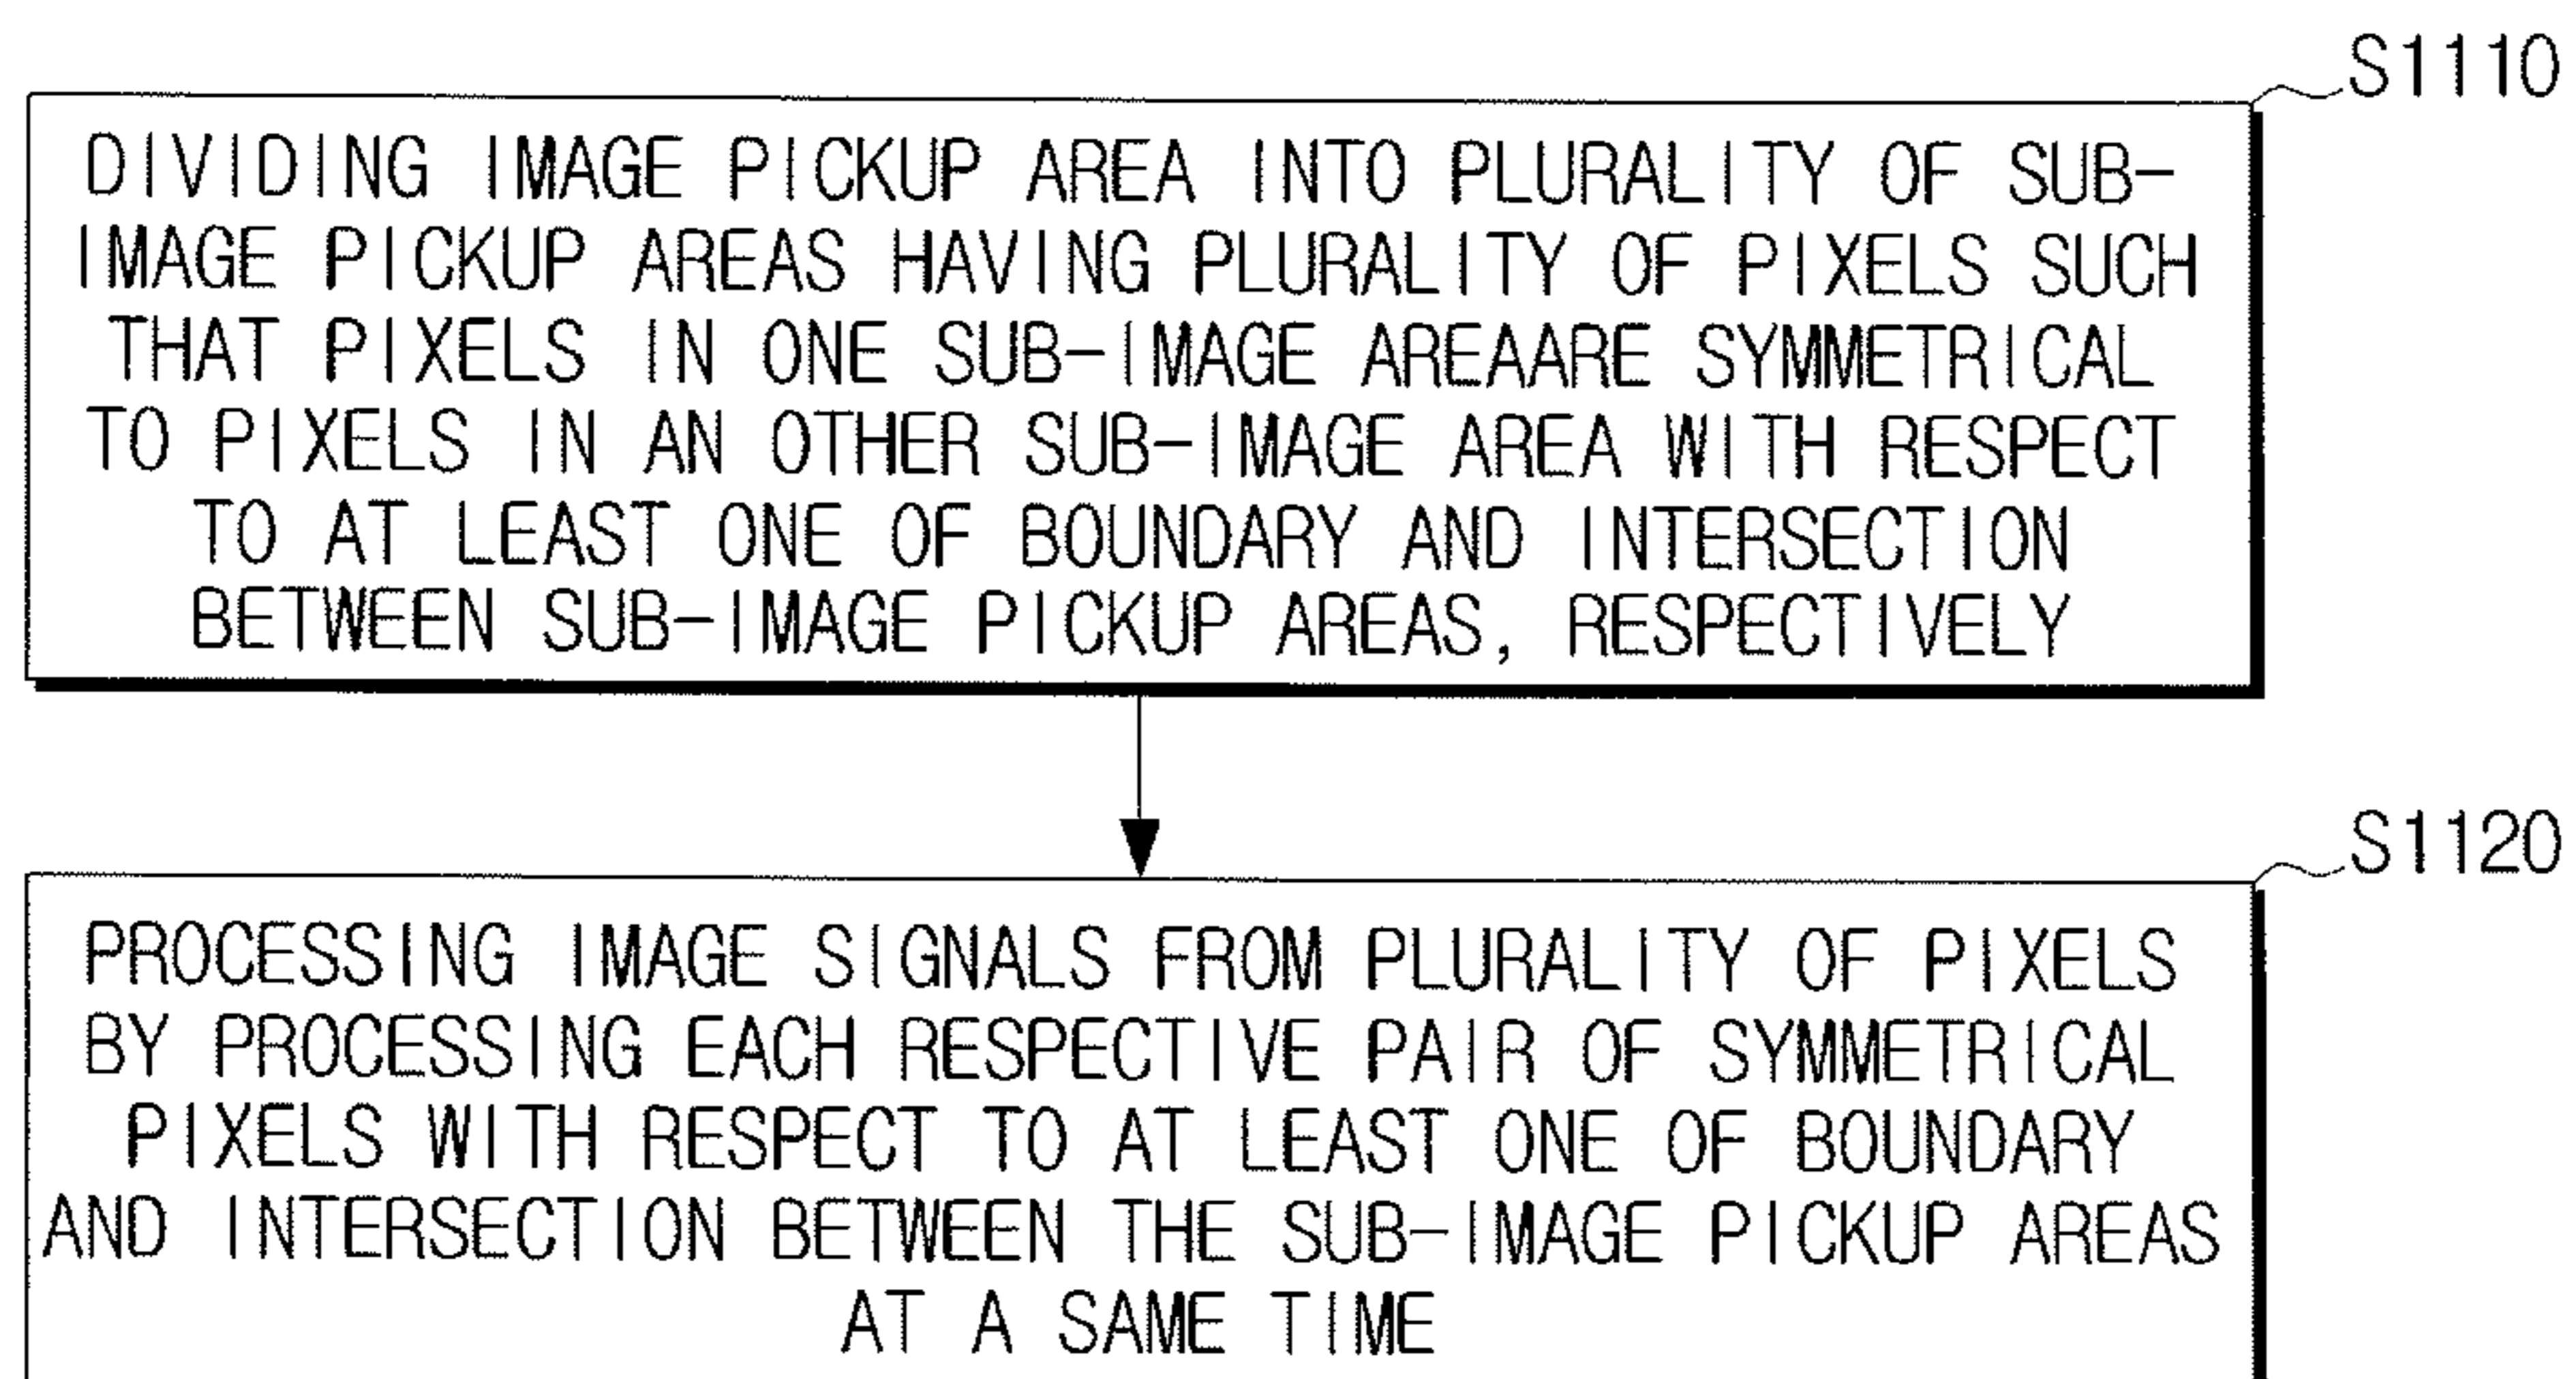 S1110
DIVIDING IMAGE PICKUP AREA INTO PLURALITY OF SUB-
IMAGE PICKUP AREAS HAVING PLURALITY OF PIXELS SUCH
THAT PIXELS IN ONE SUB-IMAGE AREAARE SYMMETRICAL
TO PIXELS IN AN OTHER SUB-IMAGE AREA WITH RESPECT
TO AT LEAST ONE OF BOUNDARY AND INTERSECTION
BETWEEN SUB-IMAGE PICKUP AREAS, RESPECTIVELY
S1120
PROCESSING IMAGE SIGNALS FROM PLURALITY OF PIXELS
BY PROCESSING EACH RESPECTIVE PAIR OF SYMMETRICAL
PIXELS WITH RESPECT TO AT LEAST ONE OF BOUNDARY
AND INTERSECTION BETWEEN THE SUB-IMAGE PICKUP AREAS
AT A SAME TIME